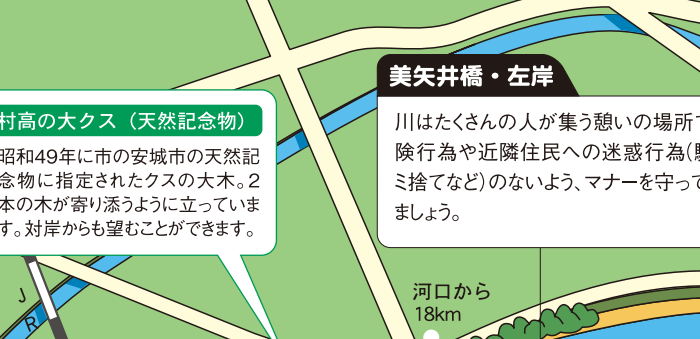 美矢井橋・左岸
川はたくさんの人が集う憩いの場所
険行為や近隣住民への迷惑行為(
ミ捨てなど)のないよう、マナーを守って
ましょう。
村高の大クス（天然記念物）
昭和49年に市の安城市の天然記
念物に指定されたクスの大木。2
本の木が寄り添うように立っていま
す。対岸からも望むことができます。
河口から
18km
JR